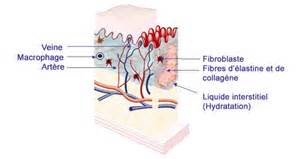 Veine
Macrophage
Artère
Fibroblaste
Fibres d'élastine et de
collagène
Liquide interstitiel
(Hydratation)